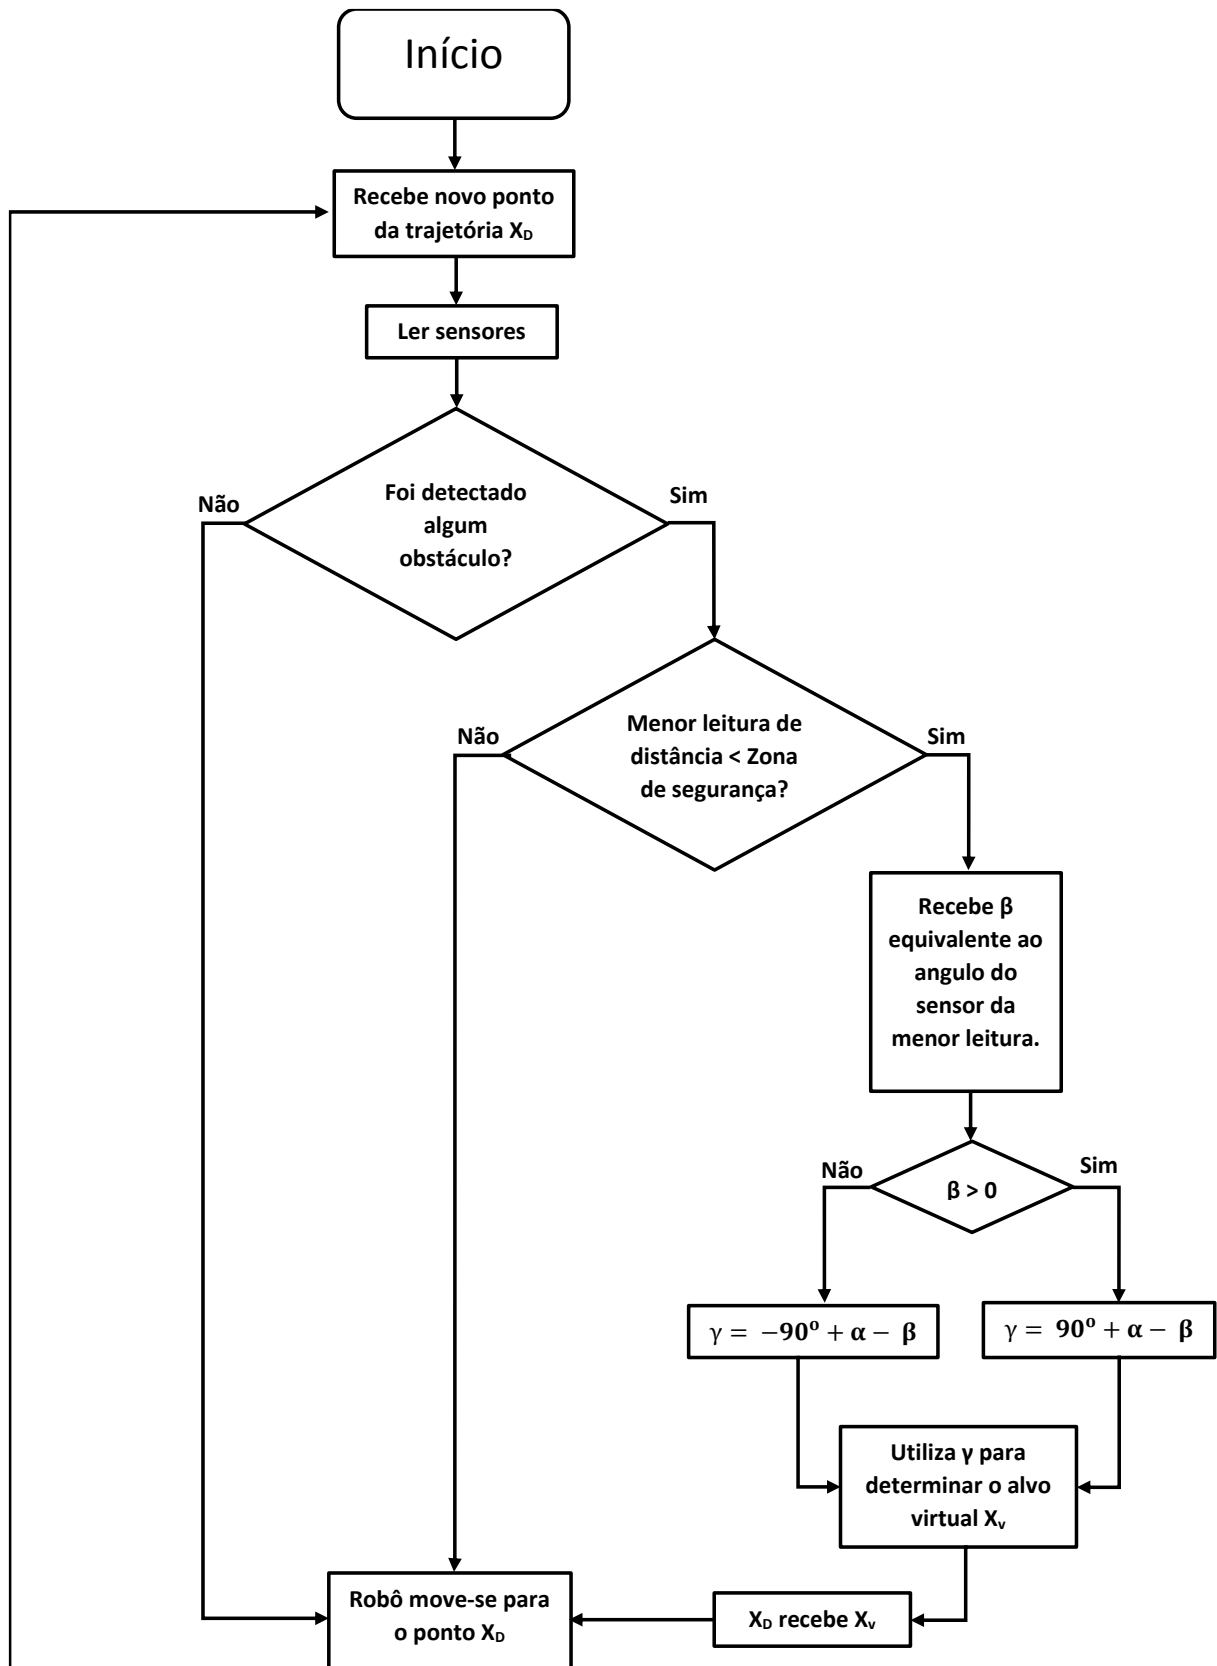 Início
Recebe novo ponto
da trajetória X_D
Ler sensores
Não
Foi detectado
algum
obstáculo?
Sim
Não
Menor leitura de
distância < Zona
de segurança?
Sim
Recebe β
equivalente ao
angulo do
sensor da
menor leitura.
Não
β > 0
Sim
γ = −90º + α − β
γ = 90º + α − β
Utiliza γ para
determinar o alvo
virtual X_v
Robô move-se para
o ponto X_D
X_D recebe X_v